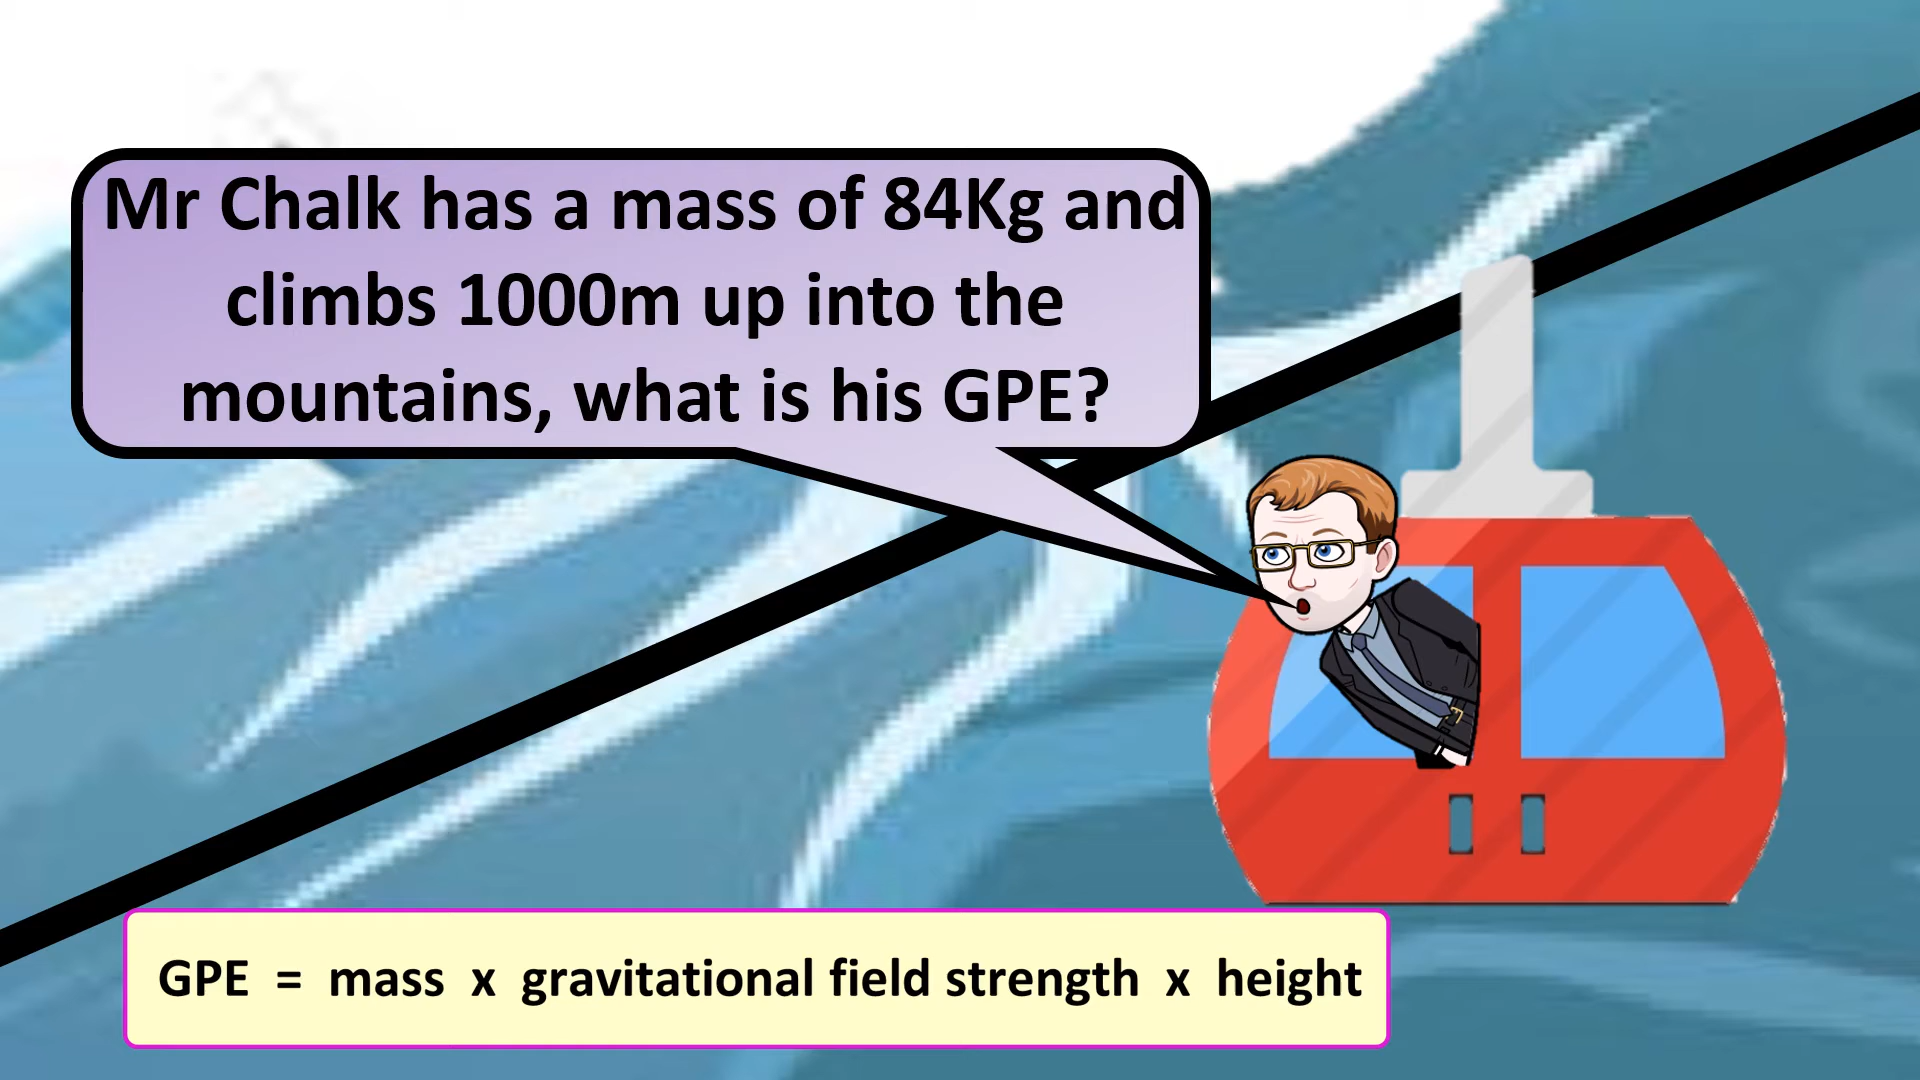 Mr Chalk has a mass of 84Kg and
climbs 1000m up into the
mountains, what is his GPE?
GPE = mass x gravitational field strength x height